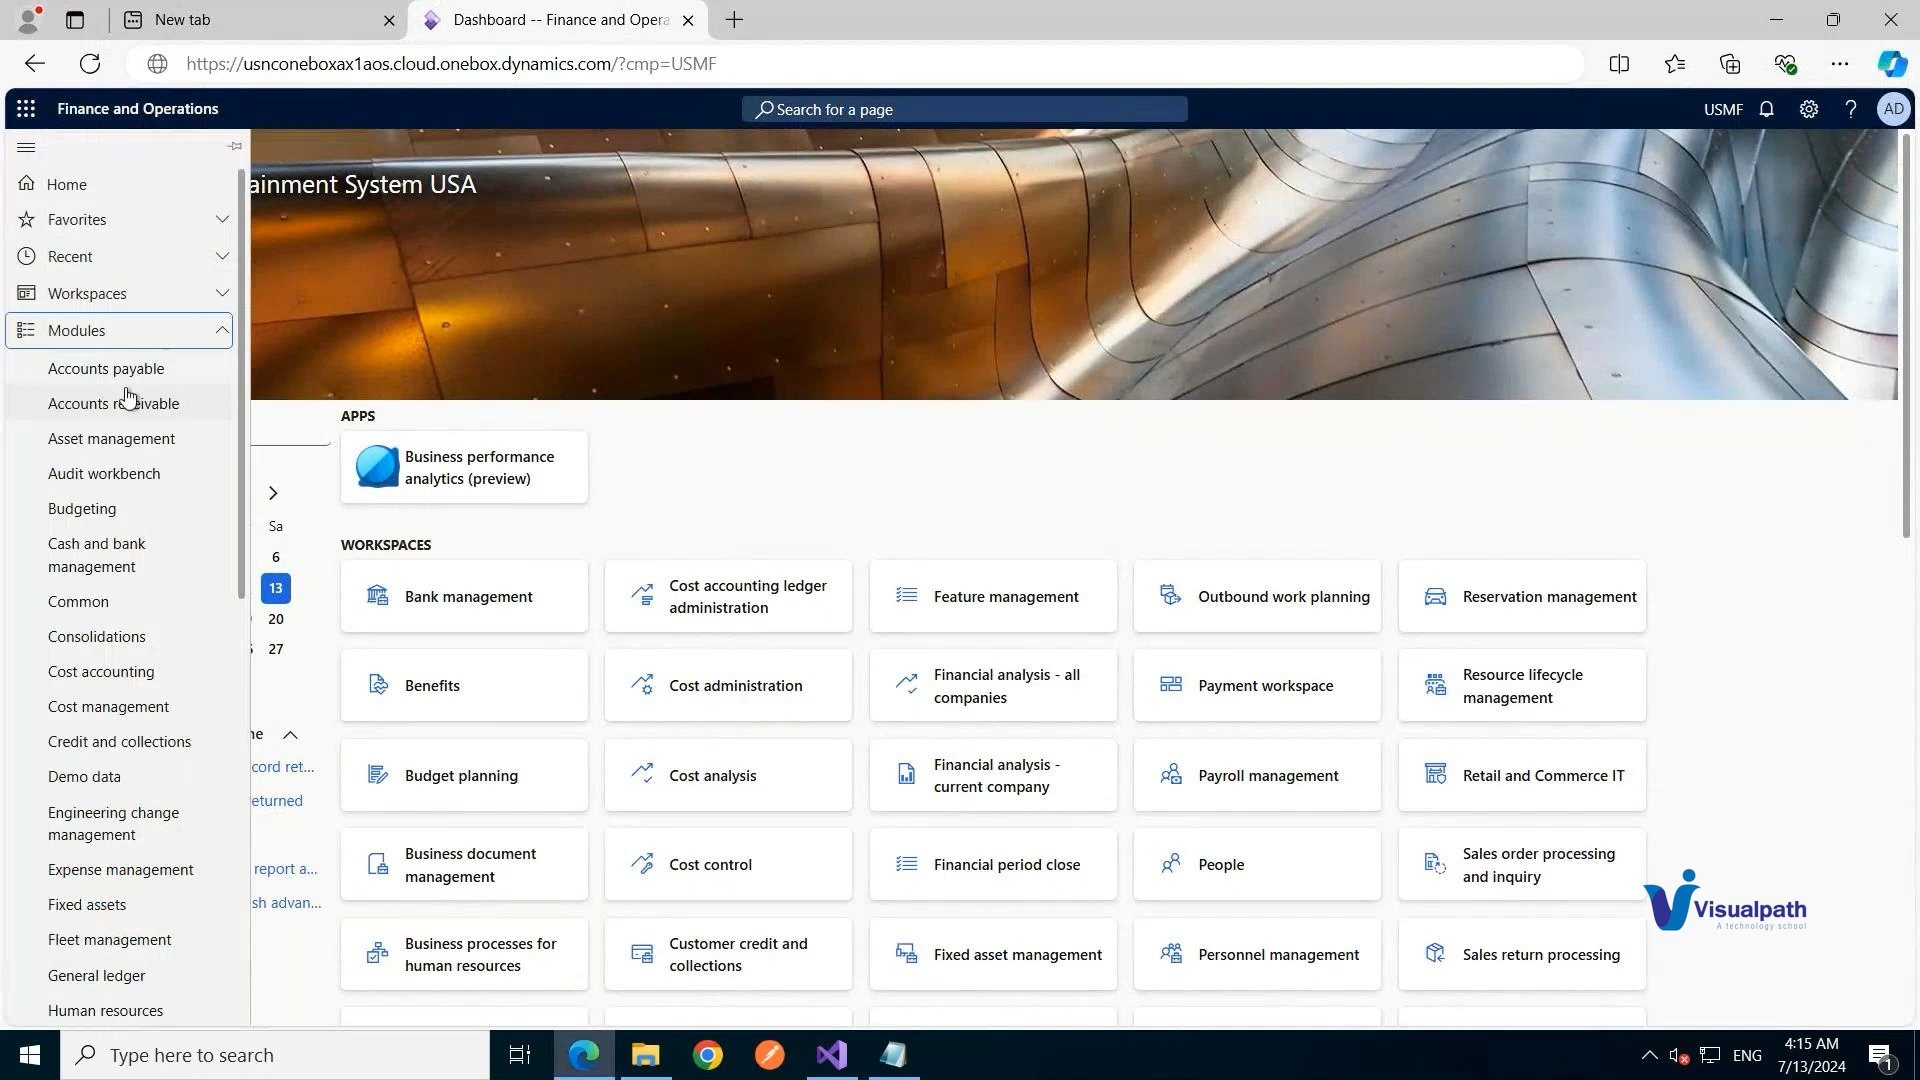 New tab
Dashboard -- Finance and Opera
https://usnconeboxax1aos.cloud.onebox.dynamics.com/?cmp=USMF
Finance and Operations
Search for a page
USMF
?
AD
Home
Favorites
Recent
Workspaces
Modules
Accounts payable
Accounts receivable
Asset management
Audit workbench
Budgeting
Cash and bank
management
Common
Consolidations
Cost accounting
Cost management
Credit and collections
Demo data
Engineering change
management
Expense management
Fixed assets
Fleet management
General ledger
Human resources
ainment System USA
Sa
6
13
20
27
ne
cord ret...
eturned
report a...
sh advan...
APPS
Business performance
analytics (preview)
WORKSPACES
Bank management
Cost accounting ledger
administration
Feature management
Outbound work planning
Reservation management
Benefits
Cost administration
Financial analysis - all
companies
Payment workspace
Resource lifecycle
management
Budget planning
Cost analysis
Financial analysis -
current company
Payroll management
Retail and Commerce IT
Business document
management
Cost control
Financial period close
People
Sales order processing
and inquiry
Business processes for
human resources
Customer credit and
collections
Fixed asset management
Personnel management
Sales return processing
Visualpath
A technology school
Type here to search
ENG
4:15 AM
7/13/2024
1